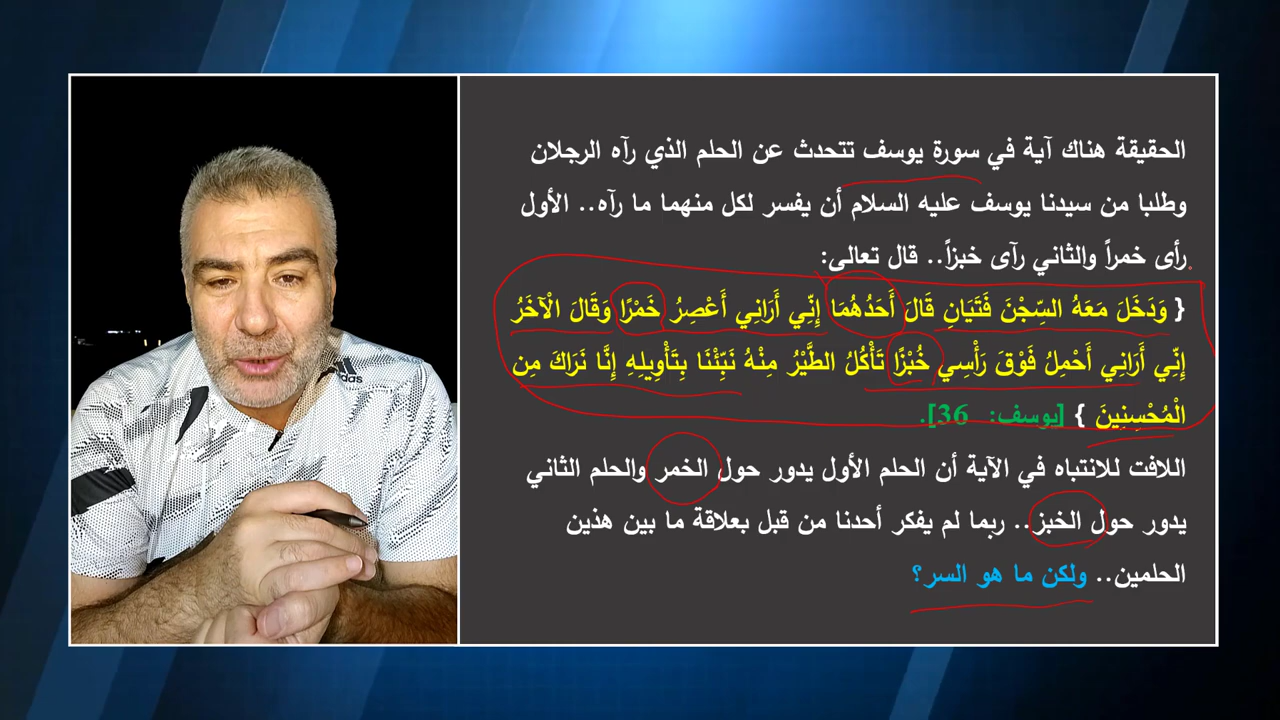 الحقيقة هناك آية في سورة يوسف تتحدث عن الحلم الذي رآه الرجلان
وطلبا من سيدنا يوسف عليه السلام أن يفسر لكل منهما ما رآه.. الأول
رأى خمراً والثاني رآى خبزاً.. قال تعالى:
{ وَدَخَلَ مَعَهُ السِّجْنَ فَتَيَانِ قَالَ أَحَدُهُمَا إِنِّي أَرَانِي أَعْصِرُ خَمْرًا وَقَالَ الْآخَرُ
إِنِّي أَرَانِي أَحْمِلُ فَوْقَ رَأْسِي خُبْزًا تَأْكُلُ الطَّيْرُ مِنْهُ نَبِّئْنَا بِتَأْوِيلِهِ إِنَّا نَرَاكَ مِن
الْمُحْسِنِينَ } [يوسف: 36].
اللافت للانتباه في الآية أن الحلم الأول يدور حول الخمر والحلم الثاني
يدور حول الخبز.. ربما لم يفكر أحدنا من قبل بعلاقة ما بين هذين
الحلمين.. ولكن ما هو السر؟
adidas